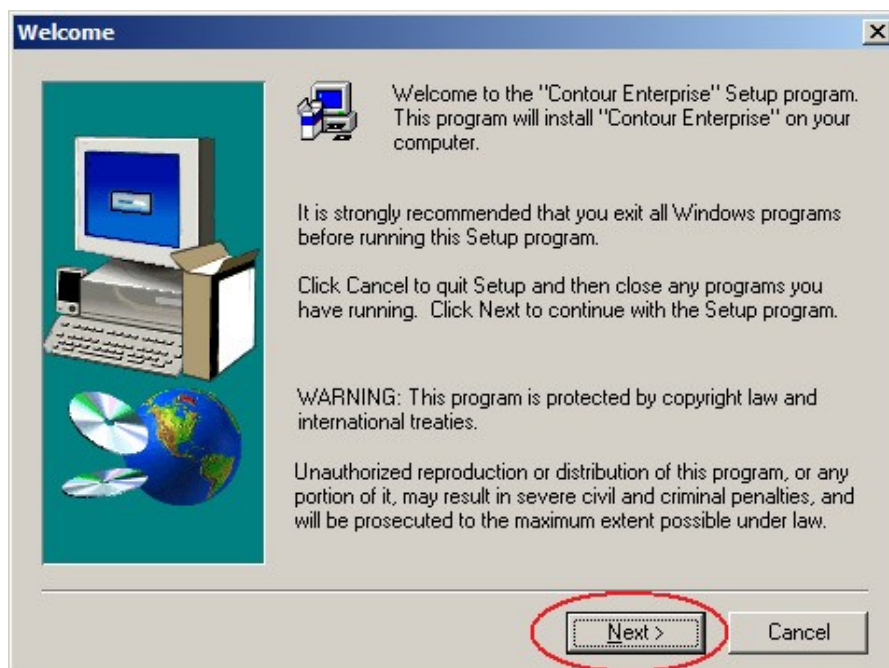 Welcome
Welcome to the "Contour Enterprise" Setup program.
This program will install "Contour Enterprise" on your
computer.
It is strongly recommended that you exit all Windows programs
before running this Setup program.
Click Cancel to quit Setup and then close any programs you
have running. Click Next to continue with the Setup program.
WARNING: This program is protected by copyright law and
international treaties.
Unauthorized reproduction or distribution of this program, or any
portion of it, may result in severe civil and criminal penalties, and
will be prosecuted to the maximum extent possible under law.
Next >
Cancel